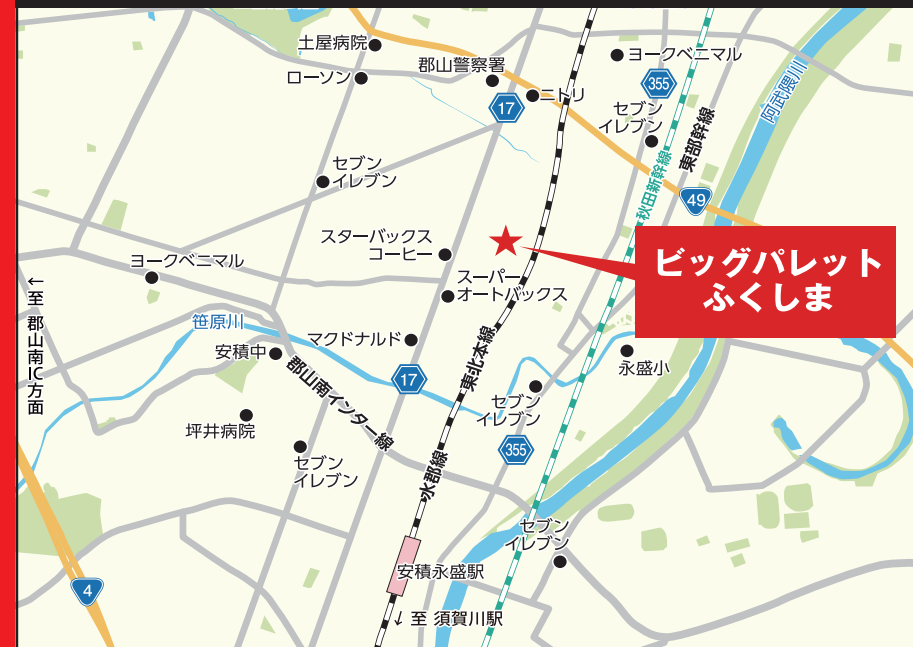 土屋病院
ローソン
郡山警察署
17
ニトリ
ヨークベニマル
355
セブン
イレブン
阿武隈川
東部幹線
秋田新幹線
49
セブン
イレブン
スターバックス
コーヒー
スーパー
オートバックス
ビッグパレット
ふくしま
ヨークベニマル
←至 郡山南IC方面
笹原川
安積中
マクドナルド
17
東北本線
永盛小
郡山南インター線
セブン
イレブン
355
坪井病院
セブン
イレブン
水郡線
セブン
イレブン
安積永盛駅
4
↓至 須賀川駅